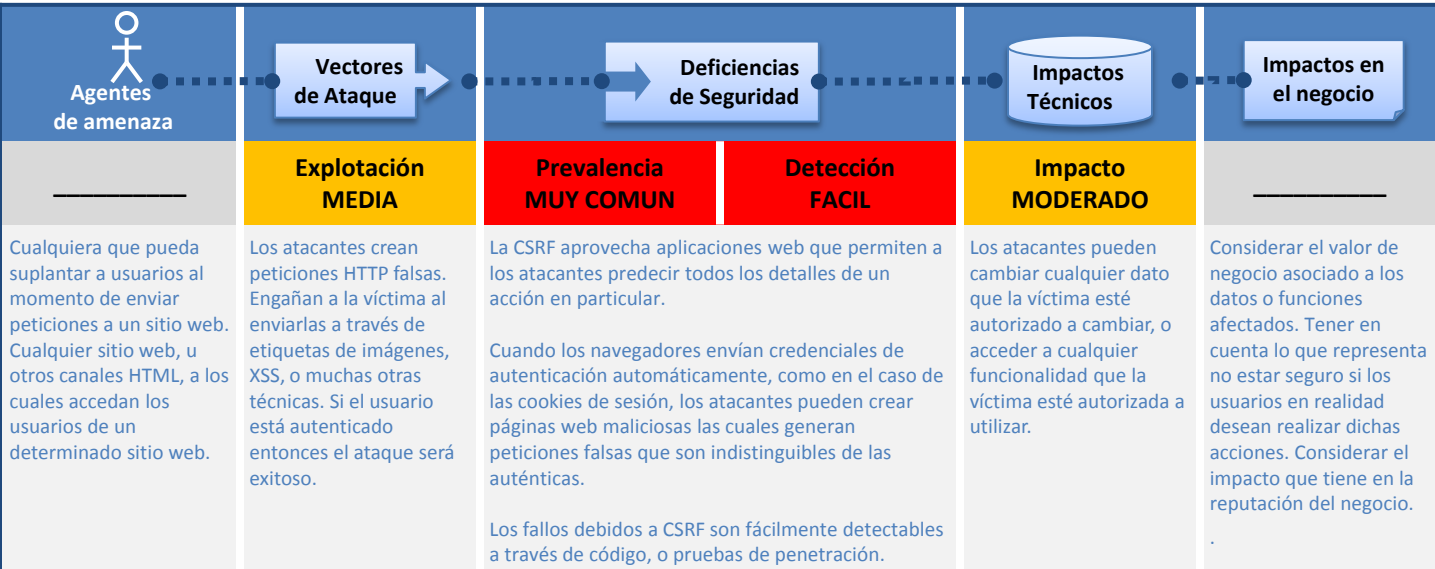 Agentes
de amenaza
Vectores
de Ataque
Deficiencias
de Seguridad
Impactos
Técnicos
Impactos en
el negocio
__________
Explotación
MEDIA
Prevalencia
MUY COMUN
Detección
FACIL
Impacto
MODERADO
__________
Cualquiera que pueda
suplantar a usuarios al
momento de enviar
peticiones a un sitio web.
Cualquier sitio web, u
otros canales HTML, a los
cuales accedan los
usuarios de un
determinado sitio web.
Los atacantes crean
peticiones HTTP falsas.
Engañan a la víctima al
enviarlas a través de
etiquetas de imágenes,
XSS, o muchas otras
técnicas. Si el usuario
está autenticado
entonces el ataque será
exitoso.
La CSRF aprovecha aplicaciones web que permiten a
los atacantes predecir todos los detalles de un
acción en particular.
Cuando los navegadores envían credenciales de
autenticación automáticamente, como en el caso de
las cookies de sesión, los atacantes pueden crear
páginas web maliciosas las cuales generan
peticiones falsas que son indistinguibles de las
auténticas.
Los fallos debidos a CSRF son fácilmente detectables
a través de código, o pruebas de penetración.
Los atacantes pueden
cambiar cualquier dato
que la víctima esté
autorizado a cambiar, o
acceder a cualquier
funcionalidad que la
víctima esté autorizada a
utilizar.
Considerar el valor de
negocio asociado a los
datos o funciones
afectados. Tener en
cuenta lo que representa
no estar seguro si los
usuarios en realidad
desean realizar dichas
acciones. Considerar el
impacto que tiene en la
reputación del negocio.
.